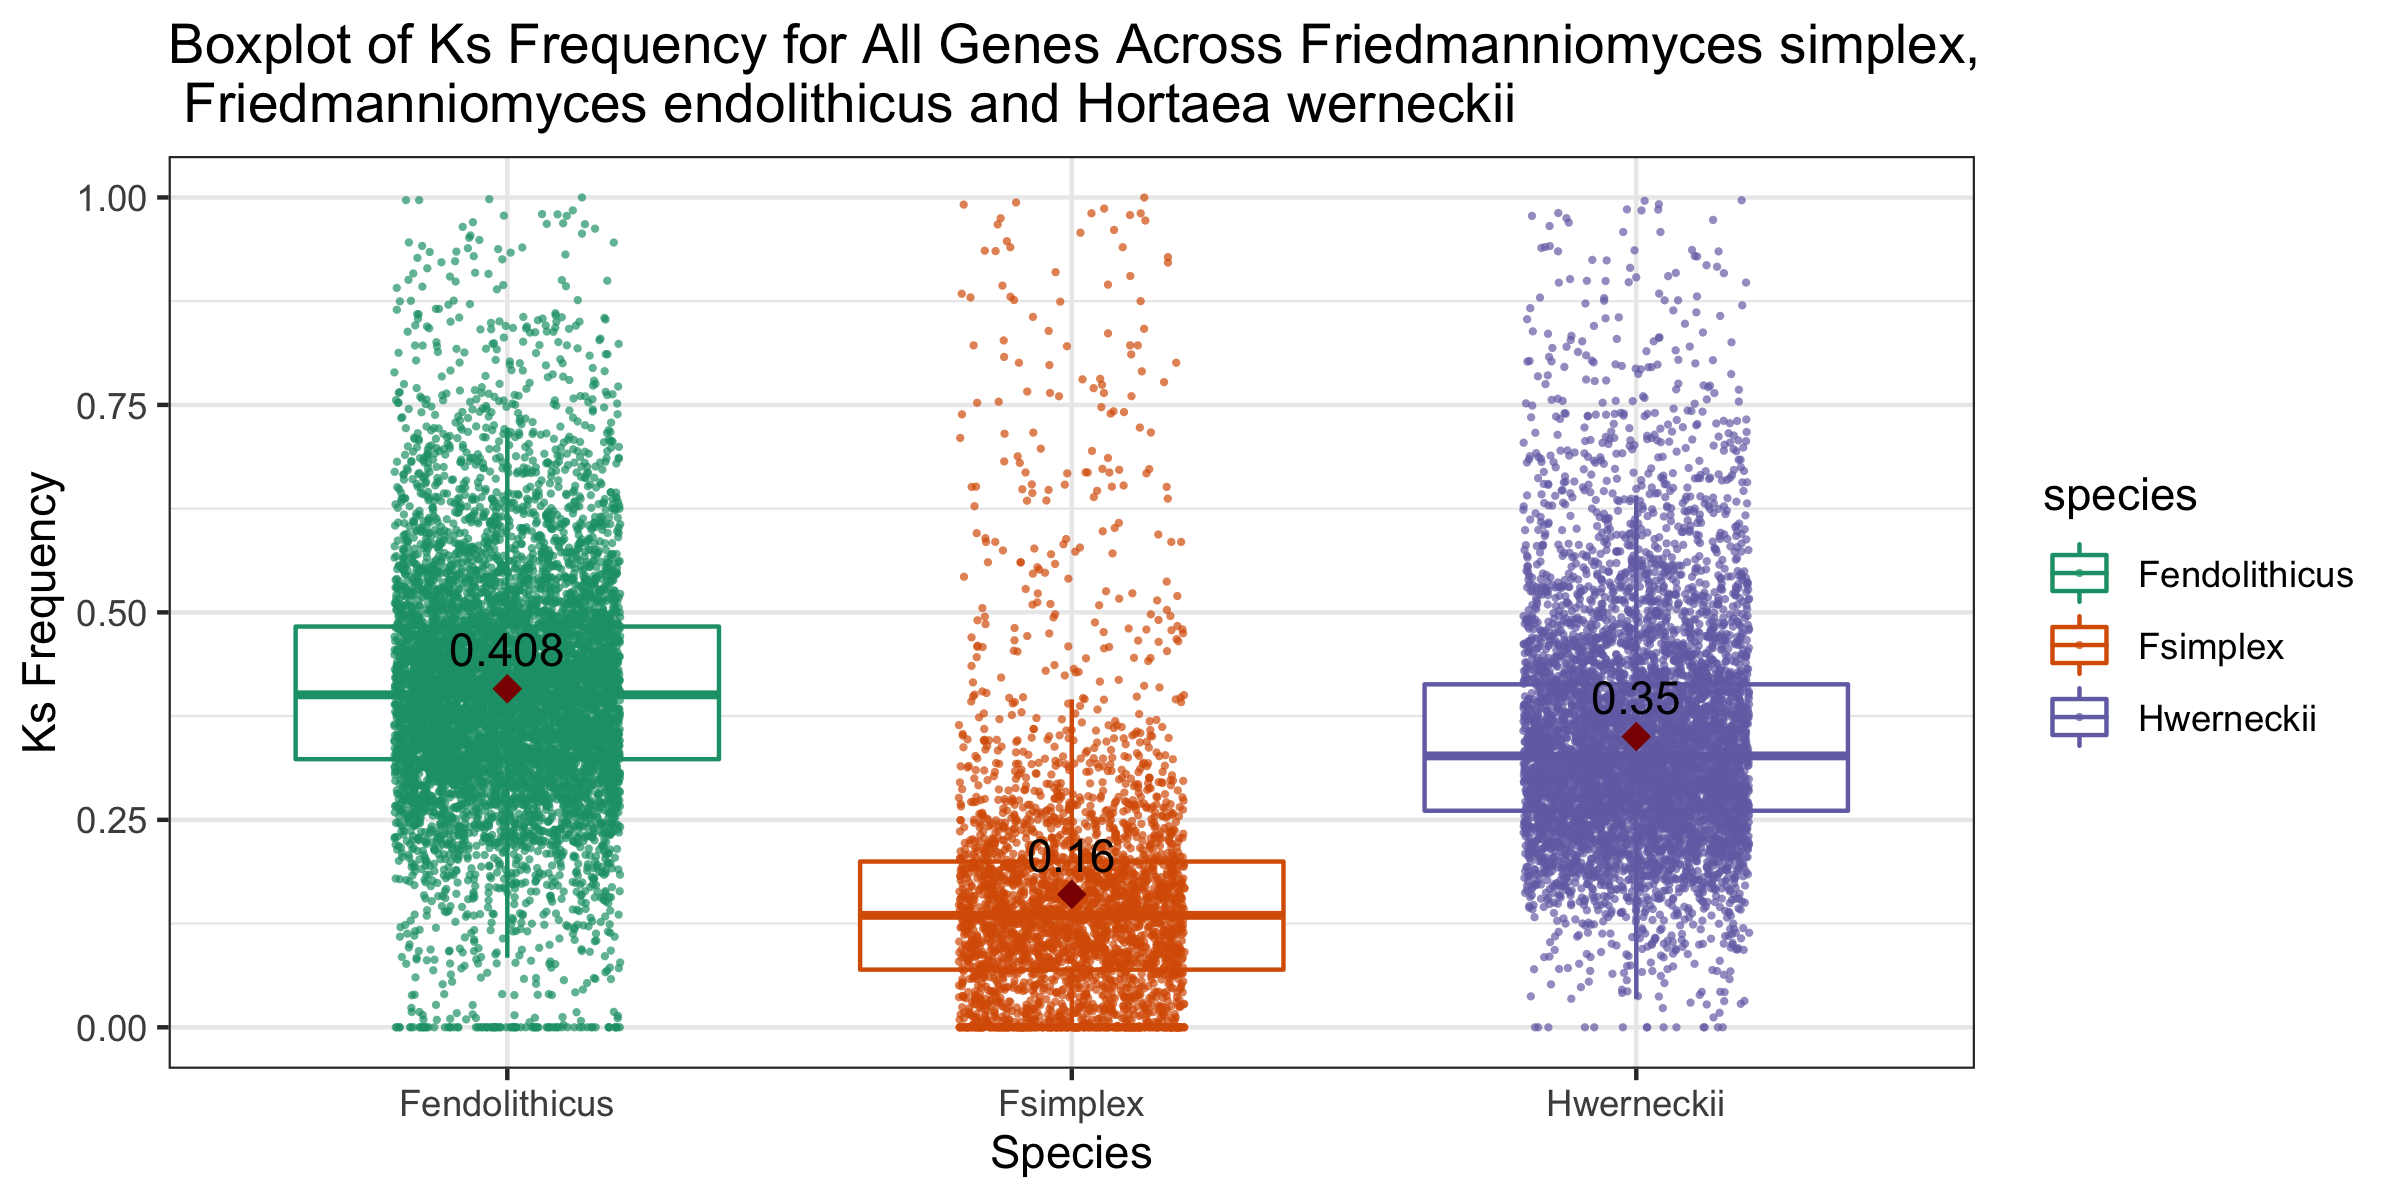 Boxplot of Ks Frequency for All Genes Across Friedmanniomyces simplex,
Friedmanniomyces endolithicus and Hortaea werneckii
Ks Frequency
1.00
0.75
0.50
0.25
0.00
0.408
0.16
0.35
Fendolithicus
Fsimplex
Hwerneckii
Species
species
Fendolithicus
Fsimplex
Hwerneckii